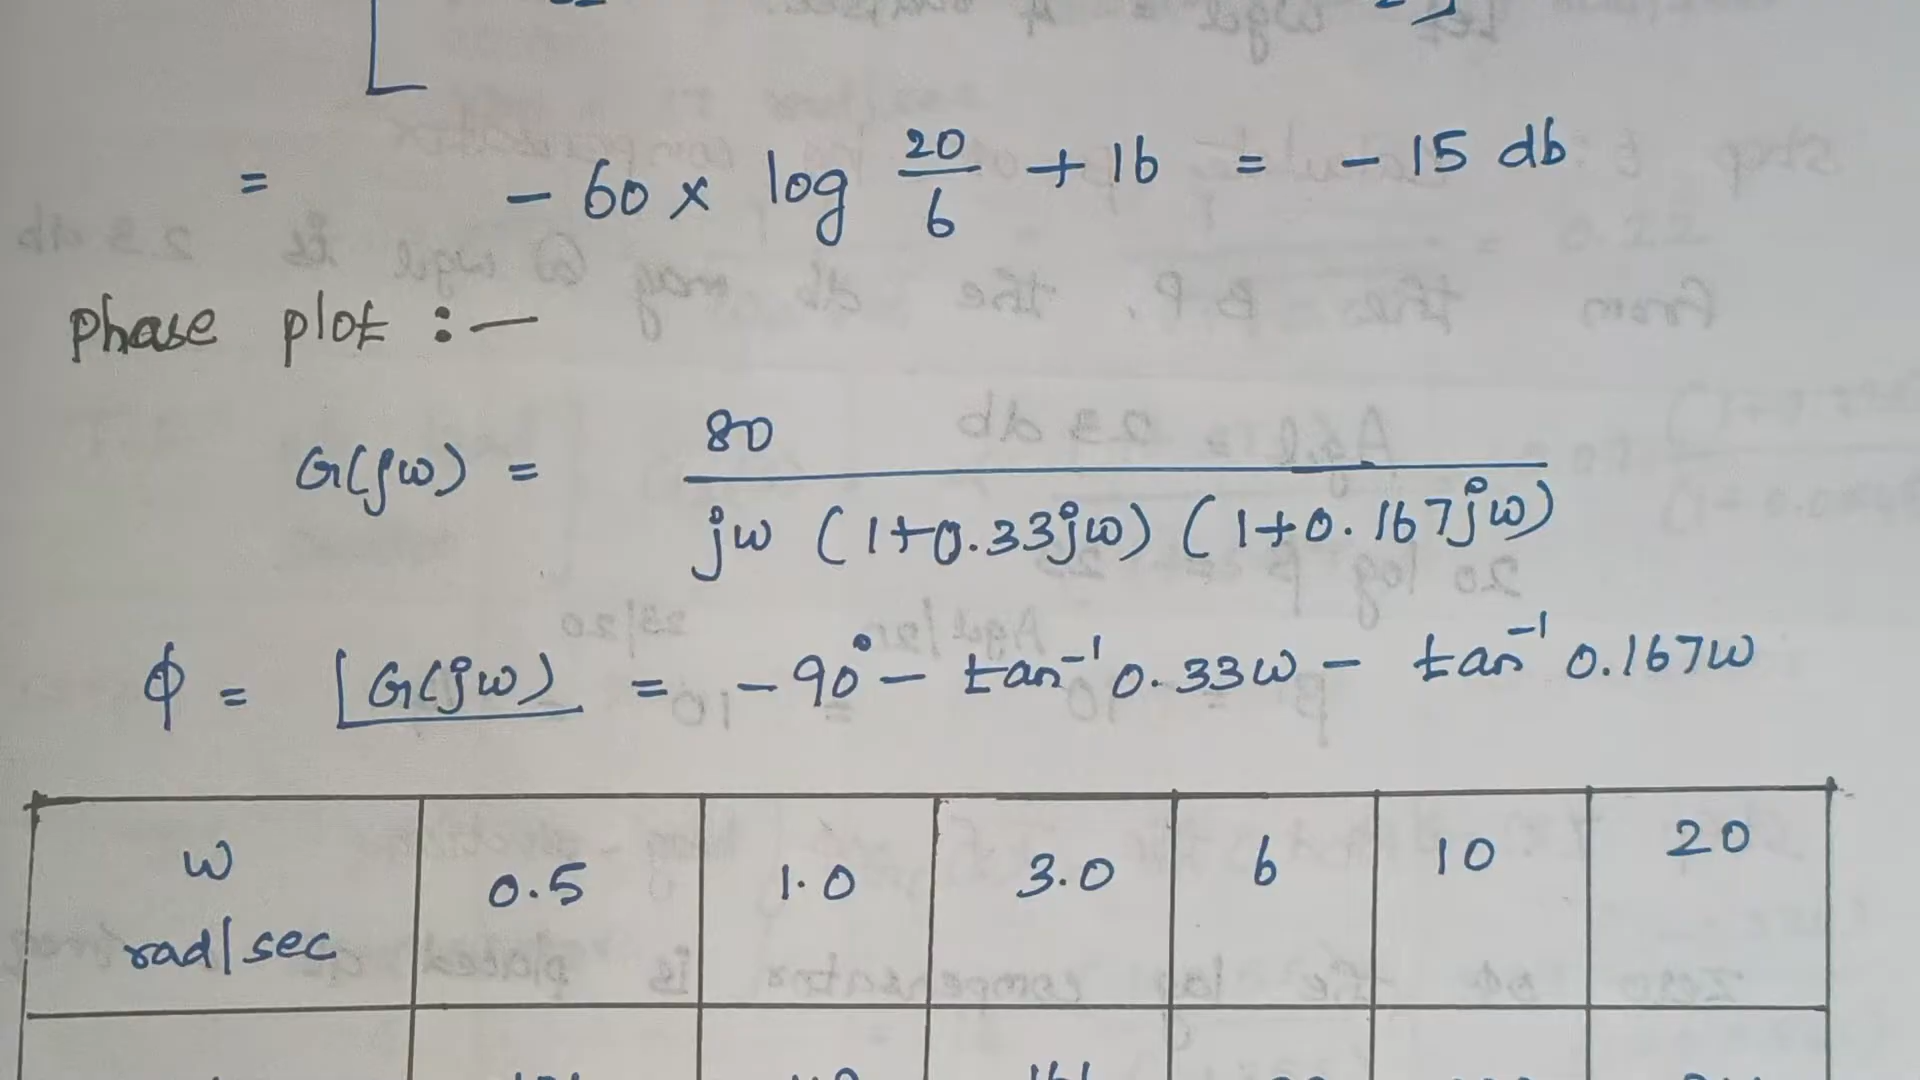 = - 60 × log 20/6 + 16 = - 15 db
Phase plot :-
G(jω) = 80 / jω (1+0.33jω) (1+0.167jω)
φ = ∠G(jω) = -90° - tan⁻¹ 0.33ω - tan⁻¹ 0.167ω
ω rad/sec 0.5 1.0 3.0 6 10 20